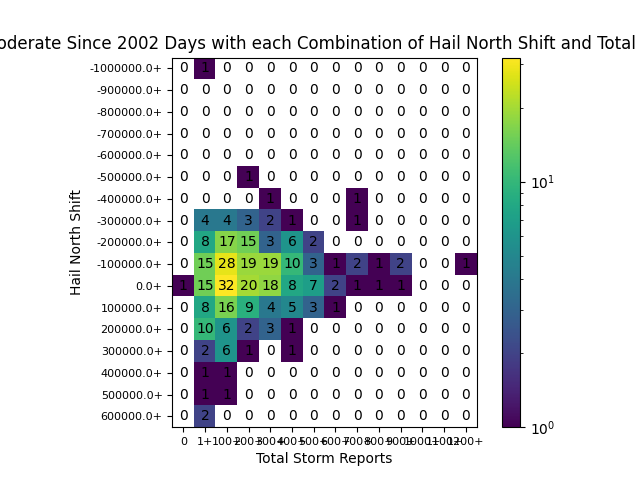 oderate Since 2002 Days with each Combination of Hail North Shift and Total
-1000000.0+ 0 1 0 0 0 0 0 0 0 0 0 0 0 0
-900000.0+ 0 0 0 0 0 0 0 0 0 0 0 0 0 0
-800000.0+ 0 0 0 0 0 0 0 0 0 0 0 0 0 0
-700000.0+ 0 0 0 0 0 0 0 0 0 0 0 0 0 0
-600000.0+ 0 0 0 0 0 0 0 0 0 0 0 0 0 0
-500000.0+ 0 0 0 1 0 0 0 0 0 0 0 0 0 0
-400000.0+ 0 0 0 0 1 0 0 0 1 0 0 0 0 0
-300000.0+ 0 4 4 3 2 1 0 0 1 0 0 0 0 0
-200000.0+ 0 8 17 15 3 6 2 0 0 0 0 0 0 0
-100000.0+ 0 15 28 19 19 10 3 1 2 1 2 0 0 1
0.0+ 1 15 32 20 18 8 7 2 1 1 1 0 0 0
100000.0+ 0 8 16 9 4 5 3 1 0 0 0 0 0 0
200000.0+ 0 10 6 2 3 1 0 0 0 0 0 0 0 0
300000.0+ 0 2 6 1 0 1 0 0 0 0 0 0 0 0
400000.0+ 0 1 1 0 0 0 0 0 0 0 0 0 0 0
500000.0+ 0 1 1 0 0 0 0 0 0 0 0 0 0 0
600000.0+ 0 2 0 0 0 0 0 0 0 0 0 0 0 0
0 1+ 100+ 200+ 300+ 400+ 500+ 600+ 700+ 800+ 900+ 1000+ 1100+ 1200+
Total Storm Reports
Hail North Shift
10¹
10⁰